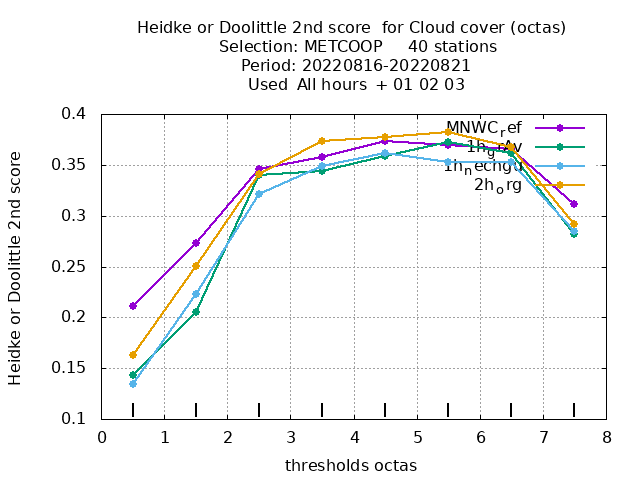 Heidke or Doolittle 2nd score  for Cloud cover (octas)
Selection: METCOOP     40 stations
Period: 20220816-20220821
Used  All hours  + 01 02 03
0.4
0.35
0.3
0.25
0.2
0.15
0.1
0 1 2 3 4 5 6 7 8
Heidke or Doolittle 2nd score
thresholds octas
MNWCref
2horg